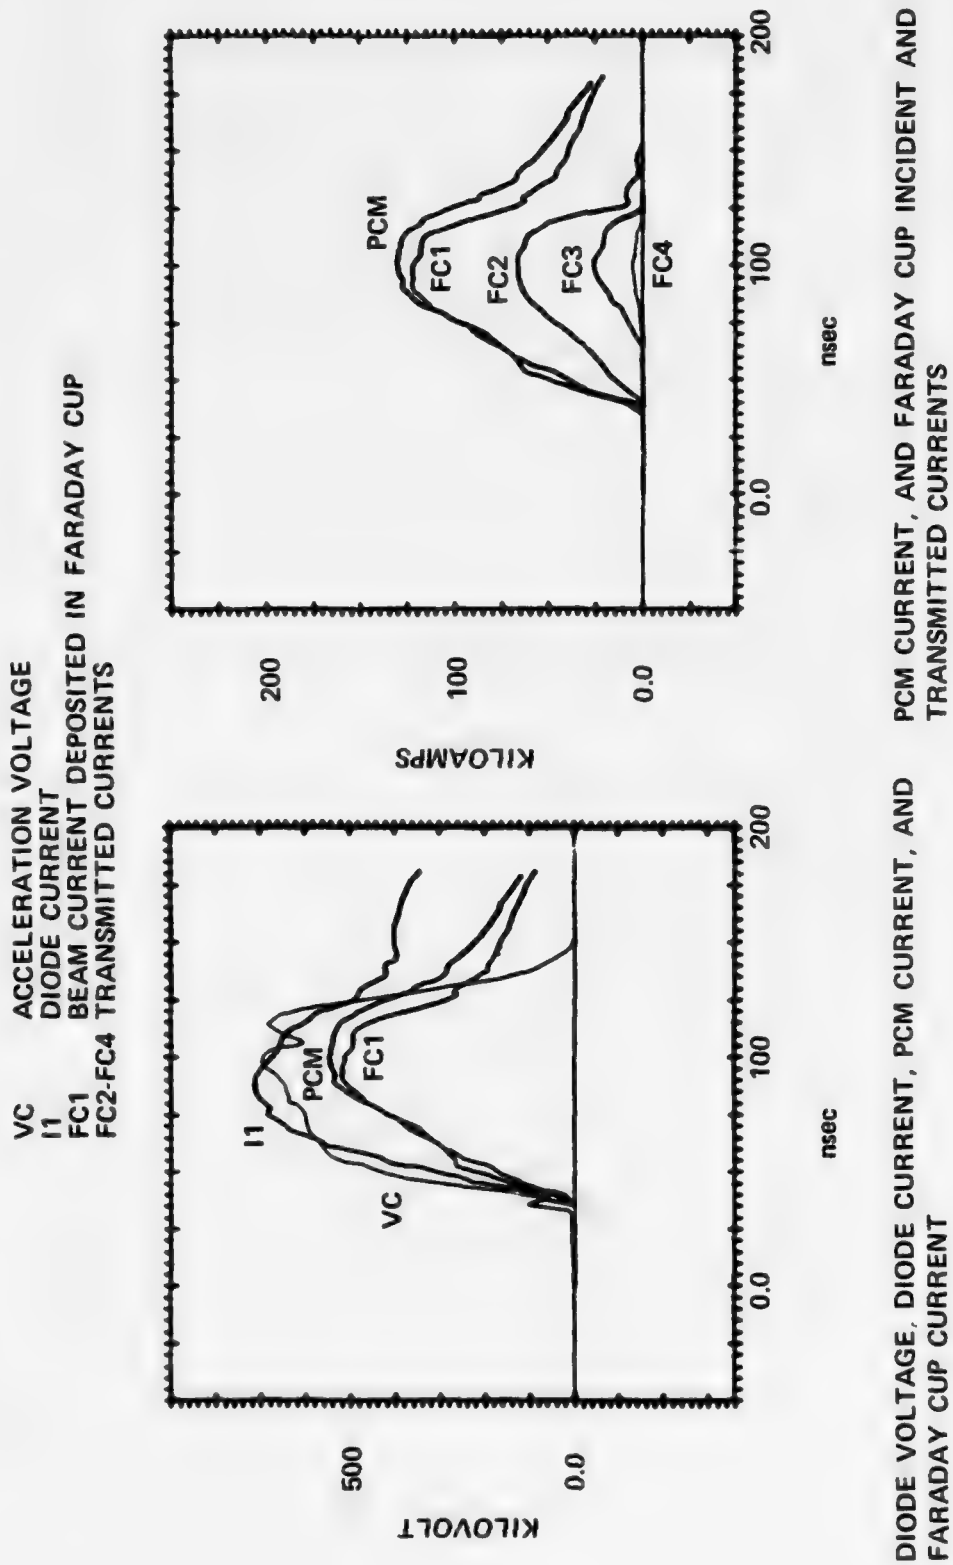 VC ACCELERATION VOLTAGE
I1 DIODE CURRENT
FC1 BEAM CURRENT DEPOSITED IN FARADAY CUP
FC2-FC4 TRANSMITTED CURRENTS
KILOVOLT
500
0.0
I1
VC
PCM
FC1
0.0
100
200
nsec
DIODE VOLTAGE, DIODE CURRENT, PCM CURRENT, AND
FARADAY CUP CURRENT
KILOAMPS
200
100
0.0
PCM
FC1
FC2
FC3
FC4
0.0
100
200
nsec
PCM CURRENT, AND FARADAY CUP INCIDENT AND
TRANSMITTED CURRENTS